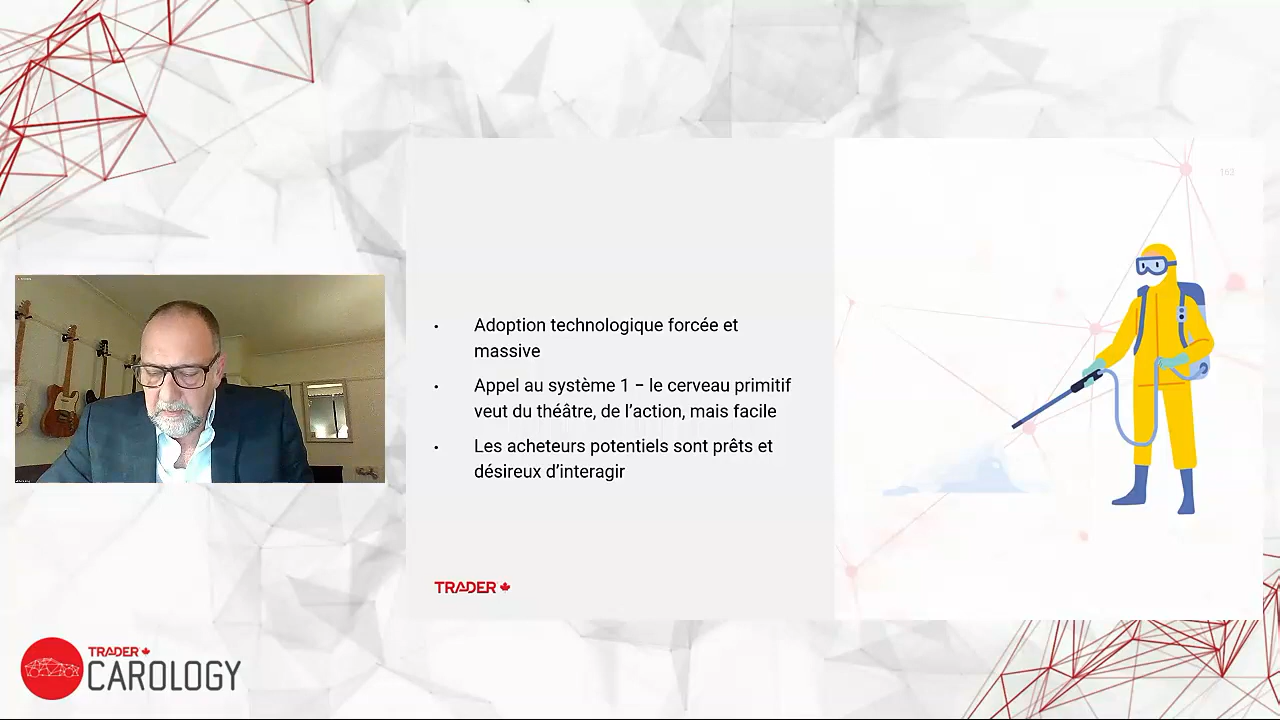 162
• Adoption technologique forcée et
massive
• Appel au système 1 – le cerveau primitif
veut du théâtre, de l’action, mais facile
• Les acheteurs potentiels sont prêts et
désireux d’interagir
TRADER
TRADER
CAROLOGY